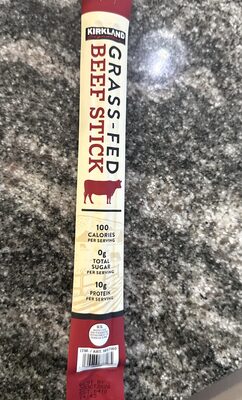 KIRKLAND
GRASS-FED
BEEF STICK
100
CALORIES
PER SERVING
0g
TOTAL
SUGAR
PER SERVING
10g
PROTEIN
PER SERVING